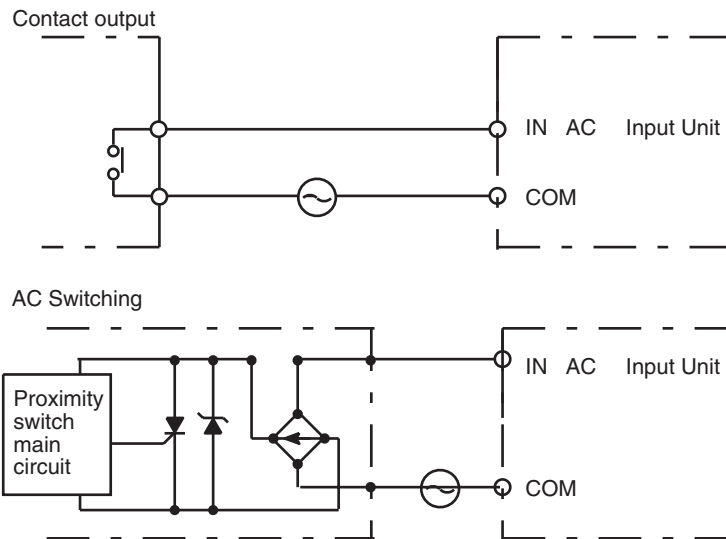 Contact output
IN AC Input Unit
COM
AC Switching
IN AC Input Unit
Proximity
switch
main
circuit
COM